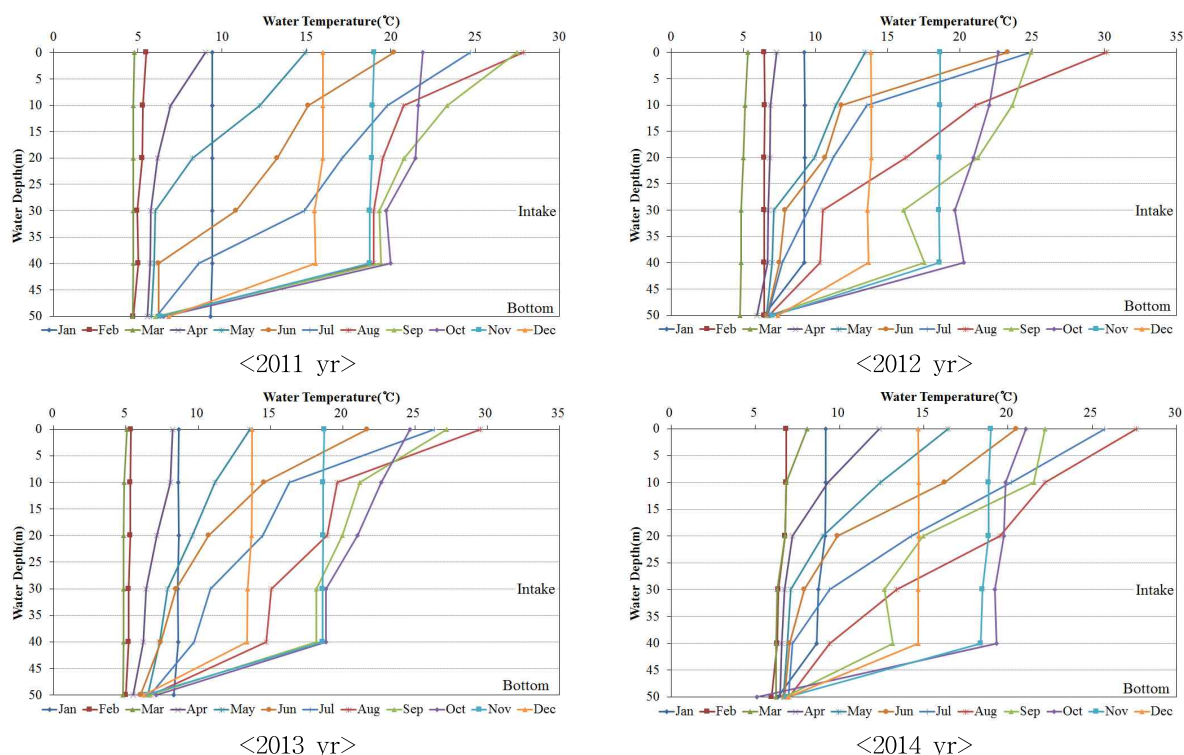 Water Temperature(℃)
0 5 10 15 20 25 30
0
5
10
15
20
25
30
35
40
45
50
Water Depth(m)
Intake
Bottom
Jan Feb Mar Apr May Jun Jul Aug Sep Oct Nov Dec
<2011 yr>
Water Temperature(℃)
0 5 10 15 20 25 30
0
5
10
15
20
25
30
35
40
45
50
Water Depth(m)
Intake
Bottom
Jan Feb Mar Apr May Jun Jul Aug Sep Oct Nov Dec
<2012 yr>
Water Temperature(℃)
0 5 10 15 20 25 30 35
0
5
10
15
20
25
30
35
40
45
50
Water Depth(m)
Intake
Bottom
Jan Feb Mar Apr May Jun Jul Aug Sep Oct Nov Dec
<2013 yr>
Water Temperature(℃)
0 5 10 15 20 25 30
0
5
10
15
20
25
30
35
40
45
50
Water Depth(m)
Intake
Bottom
Jan Feb Mar Apr May Jun Jul Aug Sep Oct Nov Dec
<2014 yr>